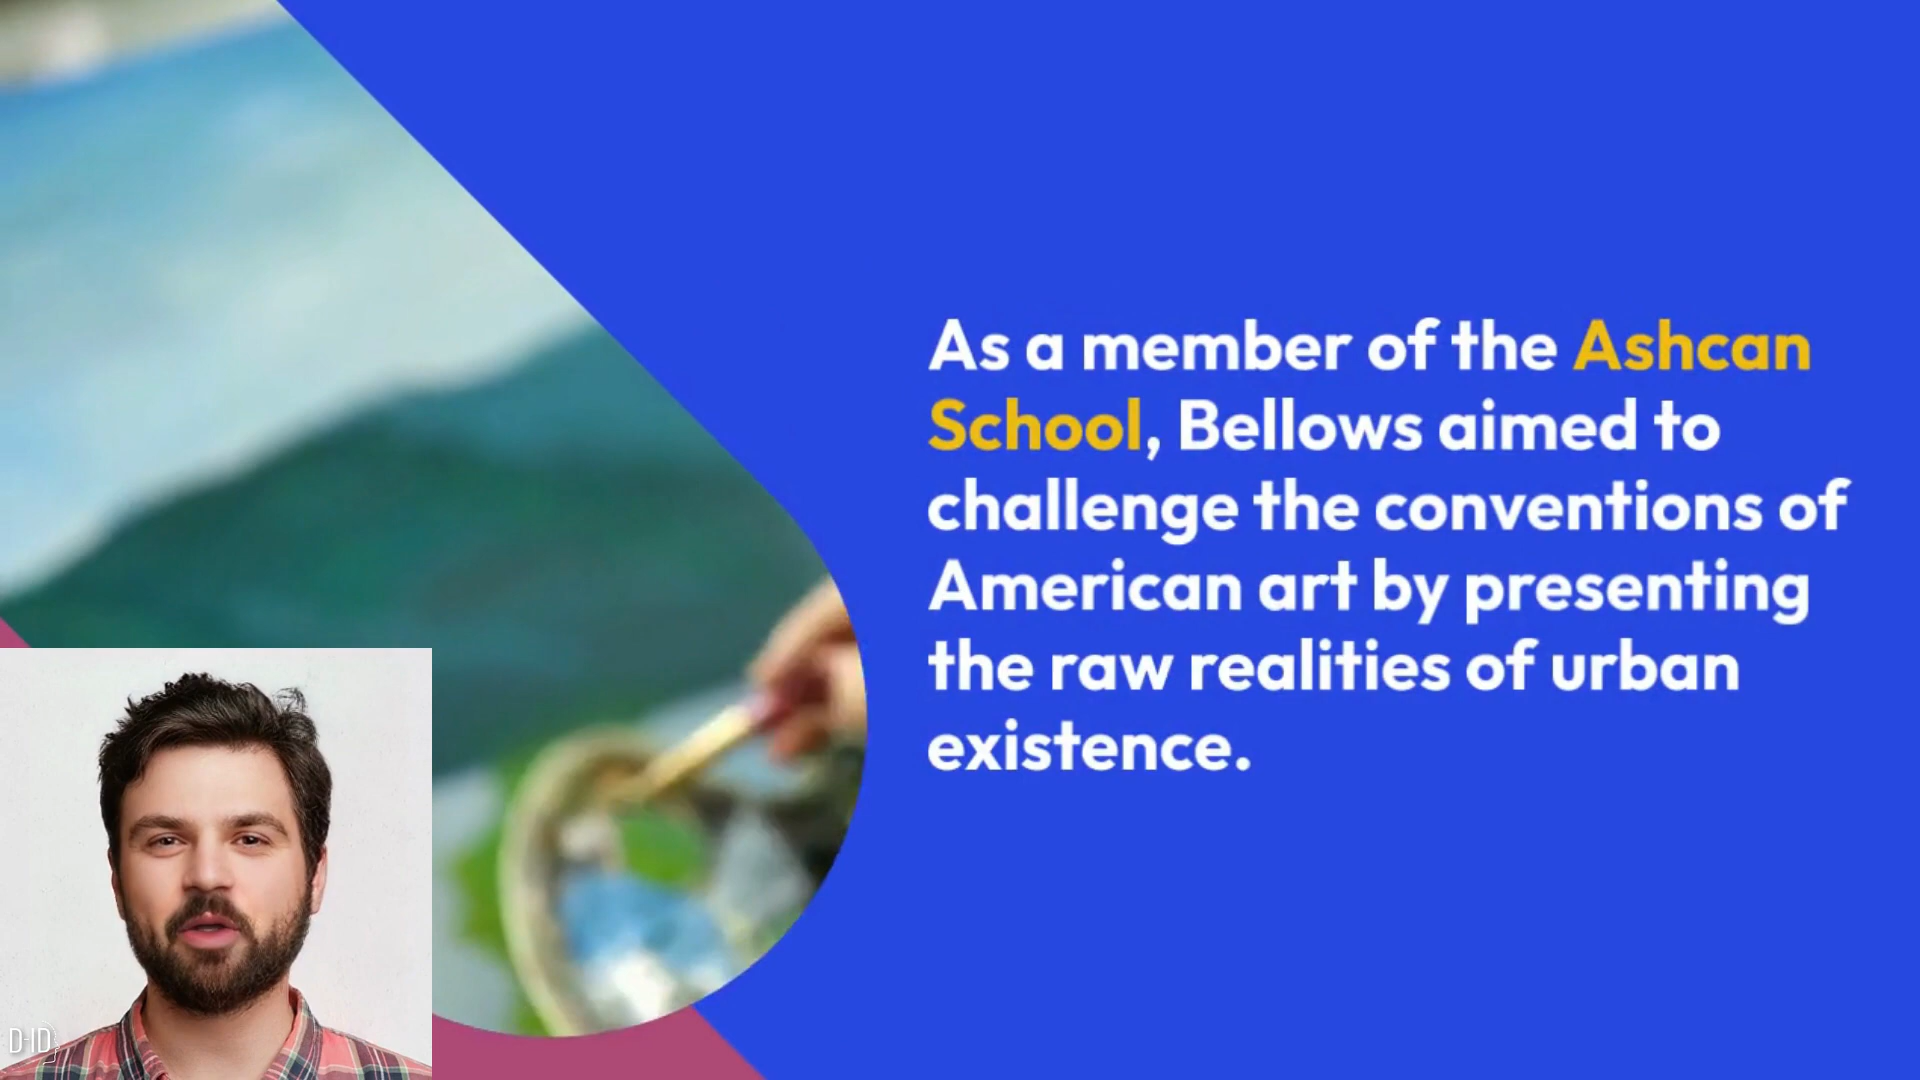 As a member of the Ashcan
School, Bellows aimed to
challenge the conventions of
American art by presenting
the raw realities of urban
existence.
D-ID